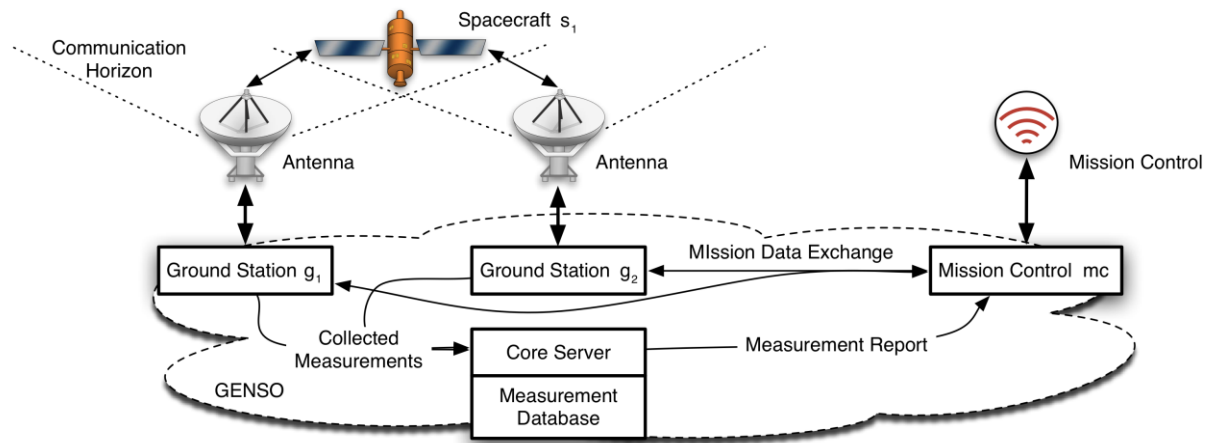 Spacecraft s1
Communication
Horizon
Antenna
Antenna
Mission Control
Ground Station g1
Ground Station g2
MIssion Data Exchange
Mission Control mc
Collected
Measurements
Core Server
Measurement Report
GENSO
Measurement
Database